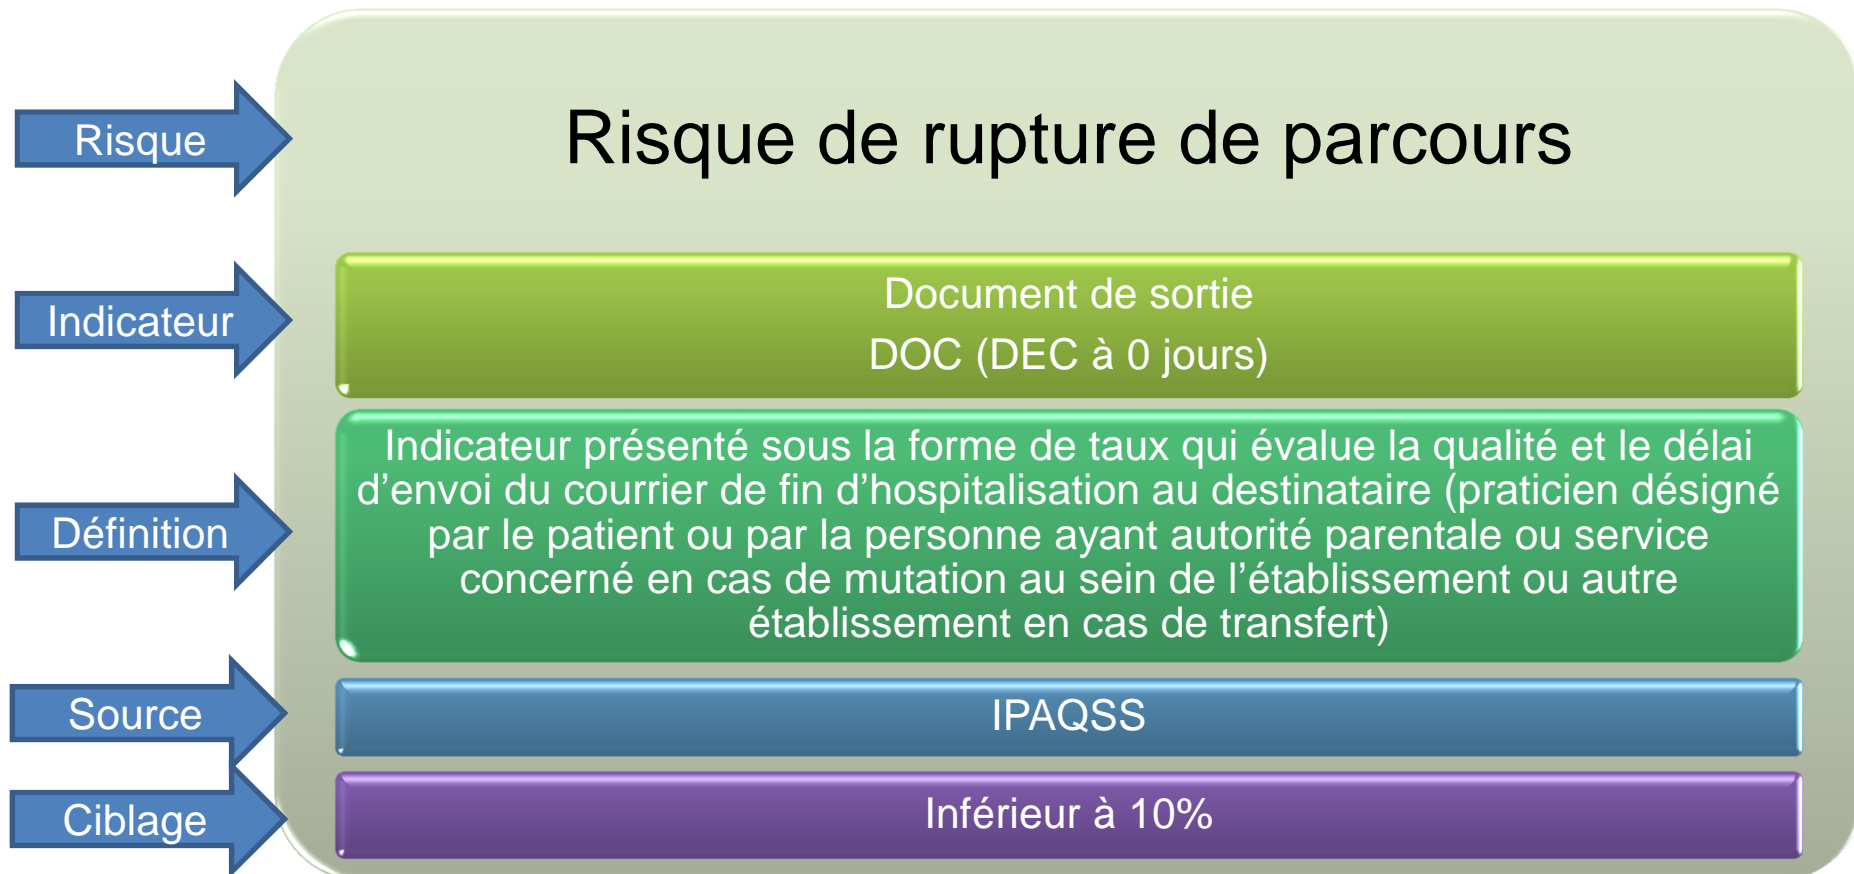 Risque
Risque de rupture de parcours
Indicateur
Document de sortie
DOC (DEC à 0 jours)
Définition
Indicateur présenté sous la forme de taux qui évalue la qualité et le délai
d’envoi du courrier de fin d’hospitalisation au destinataire (praticien désigné
par le patient ou par la personne ayant autorité parentale ou service
concerné en cas de mutation au sein de l’établissement ou autre
établissement en cas de transfert)
Source
IPAQSS
Ciblage
Inférieur à 10%